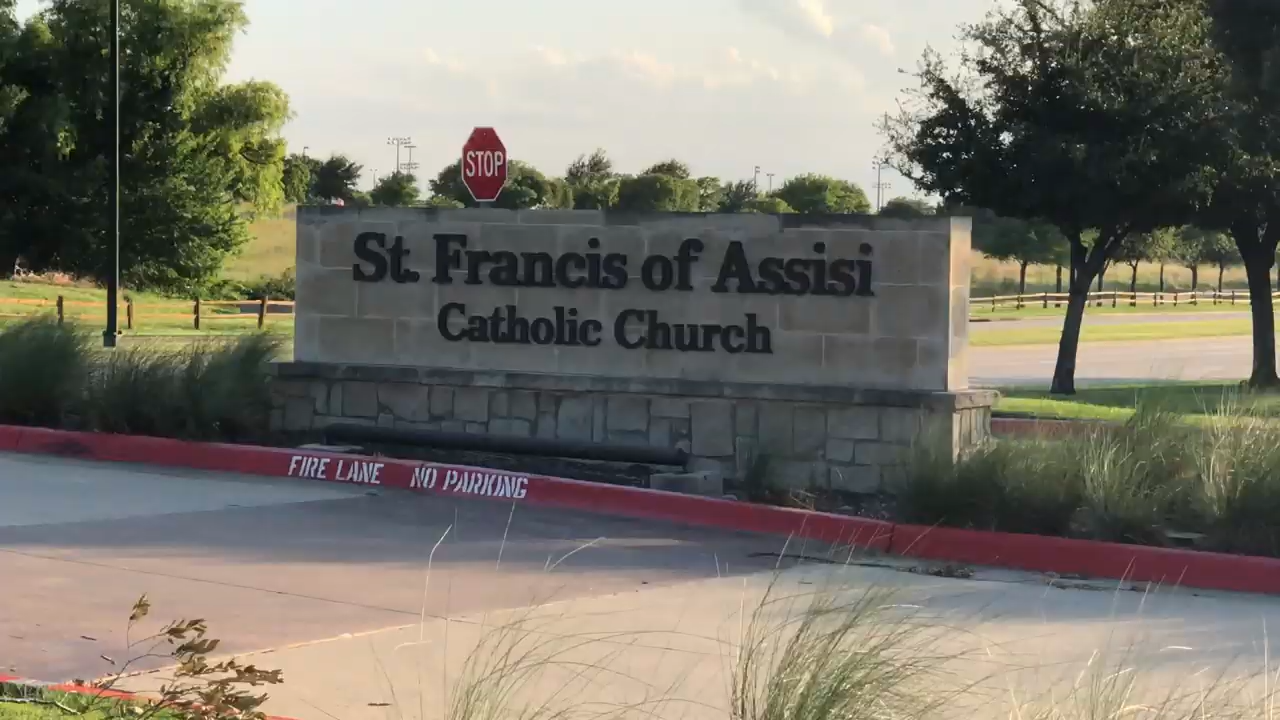 STOP
St. Francis of Assisi
Catholic Church
FIRE LANE NO PARKING